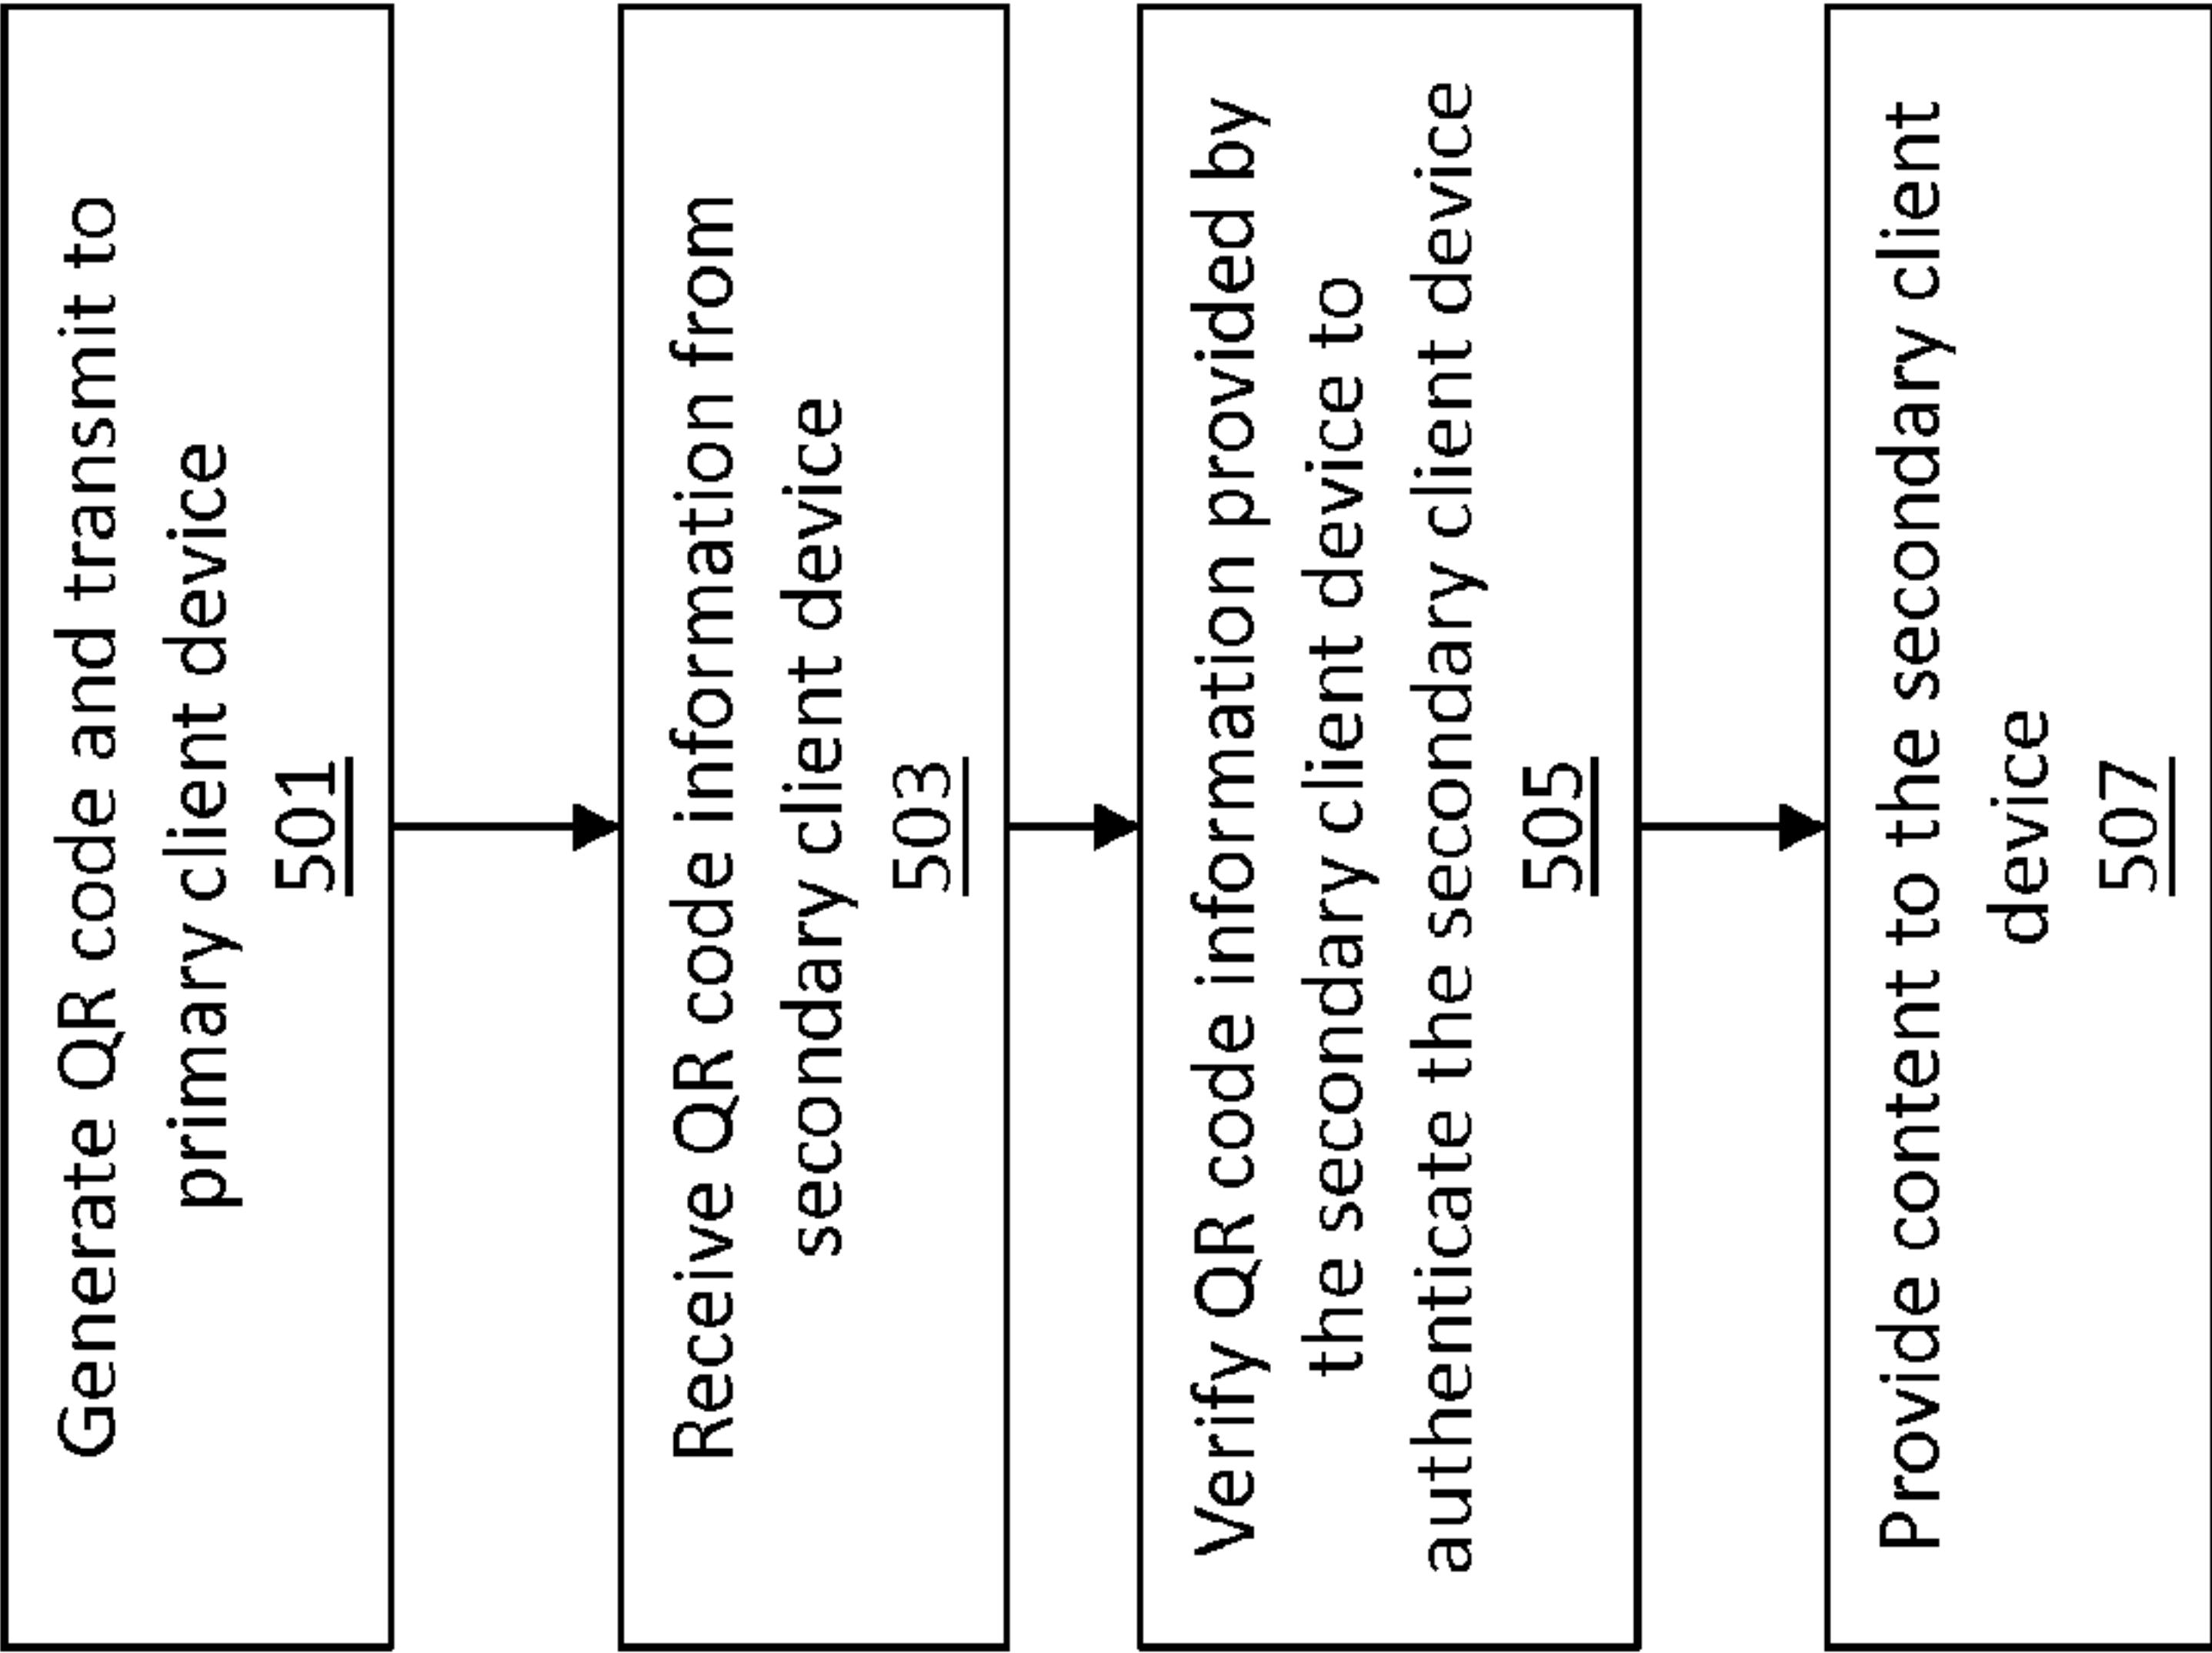 Generate QR code and transmit to
primary client device
501
Receive QR code information from
secondary client device
503
Verify QR code information provided by
the secondary client device to
authenticate the secondary client device
505
Provide content to the secondary client
device
507